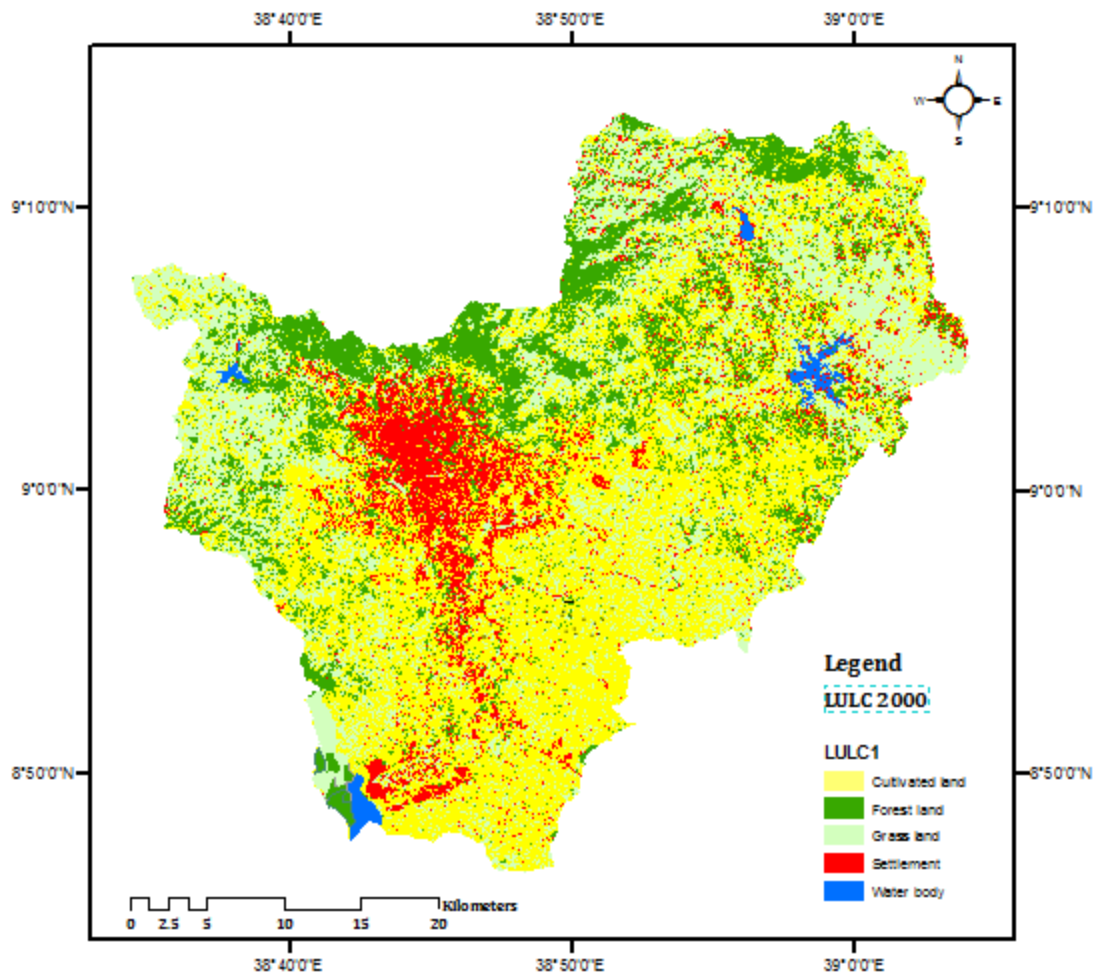 38°40'0"E 38°50'0"E 39°0'0"E
N
W E
S
9°10'0"N 9°10'0"N
9°0'0"N 9°0'0"N
Legend
LULC 2000
LULC1
8°50'0"N 8°50'0"N
Cultivated land
Forest land
Grass land
Settlement
Water body
Kilometers
0 2.5 5 10 15 20
38°40'0"E 38°50'0"E 39°0'0"E